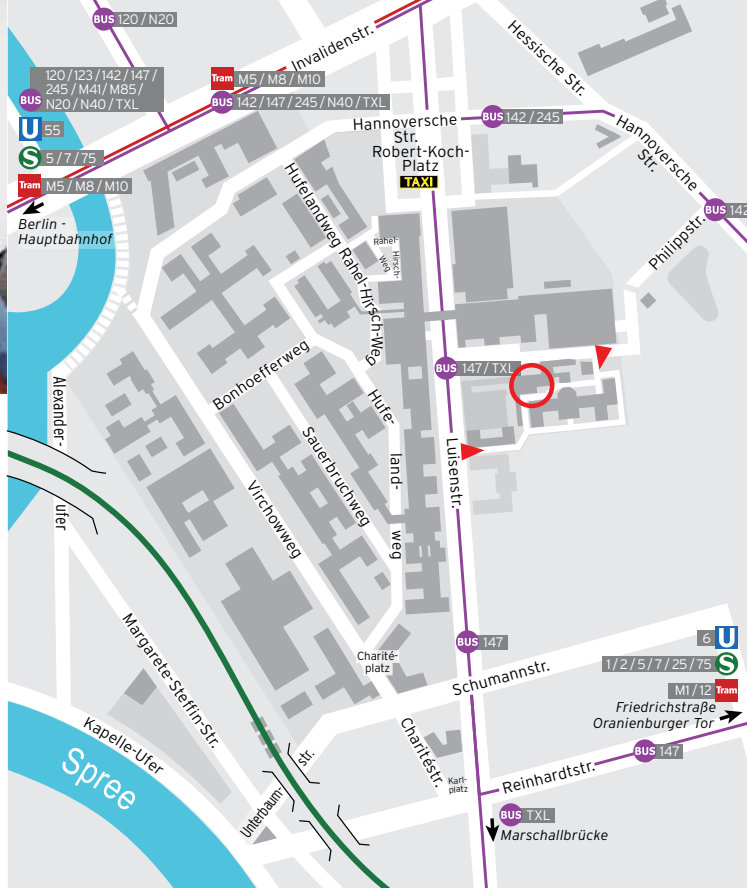 BUS 120 / N20
Hessische Str.
Invalidenstr.
120 / 123 / 142 / 147 /
245 / M41 / M85 /
BUS N20 / N40 / TXL
Tram M5 / M8 / M10
BUS 142 / 147 / 245 / N40 / TXL
U 55
S 5 / 7 / 75
Tram M5 / M8 / M10
Berlin -
Hauptbahnhof
Hannoversche
Str.
Robert-Koch-
Platz
TAXI
BUS 142 / 245
Hannoversche
Str.
BUS 142
Philippstr.
Hufelandweg
Rahel-
Hirsch-
Weg
Rahel-Hirsch-Weg
Bonhoefferweg
BUS 147 / TXL
Alexander-
ufer
Hufe-
land-
weg
Sauerbruchweg
Virchowweg
Luisenstr.
Margarete-Steffin-Str.
Charité-
platz
BUS 147
Schumannstr.
6 U
1 / 2 / 5 / 7 / 25 / 75 S
M1 / 12 Tram
Friedrichstraße
Oranienburger Tor
Kapelle-Ufer
Spree
Charitéstr.
Unterbaum-
str.
Karl-
platz
Reinhardtstr.
BUS 147
BUS TXL
Marschallbrücke